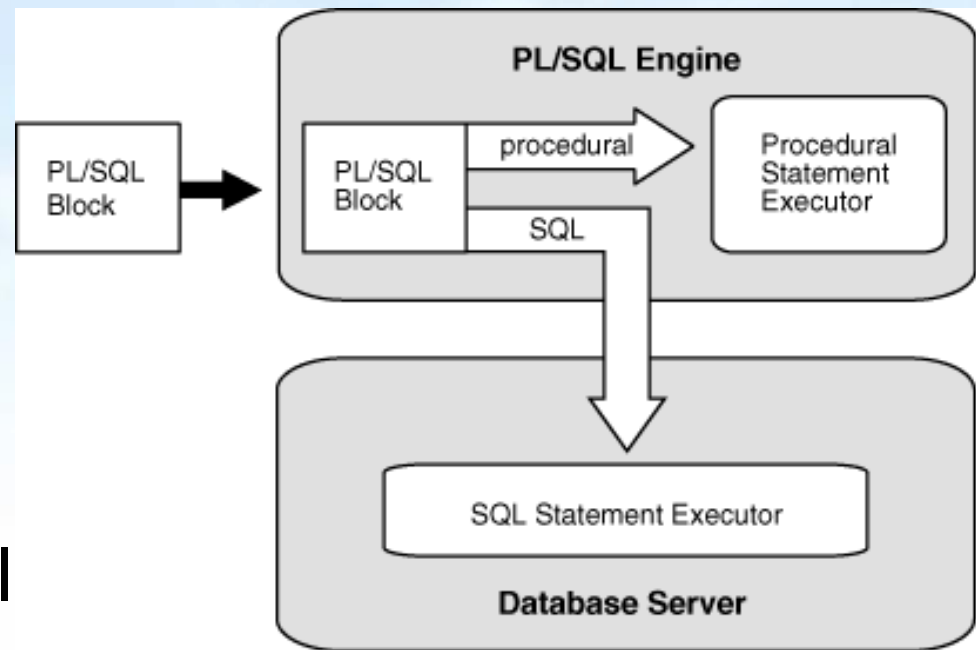 PL/SQL Engine
PL/SQL
Block
PL/SQL
Block
procedural
SQL
Procedural
Statement
Executor
SQL Statement Executor
Database Server